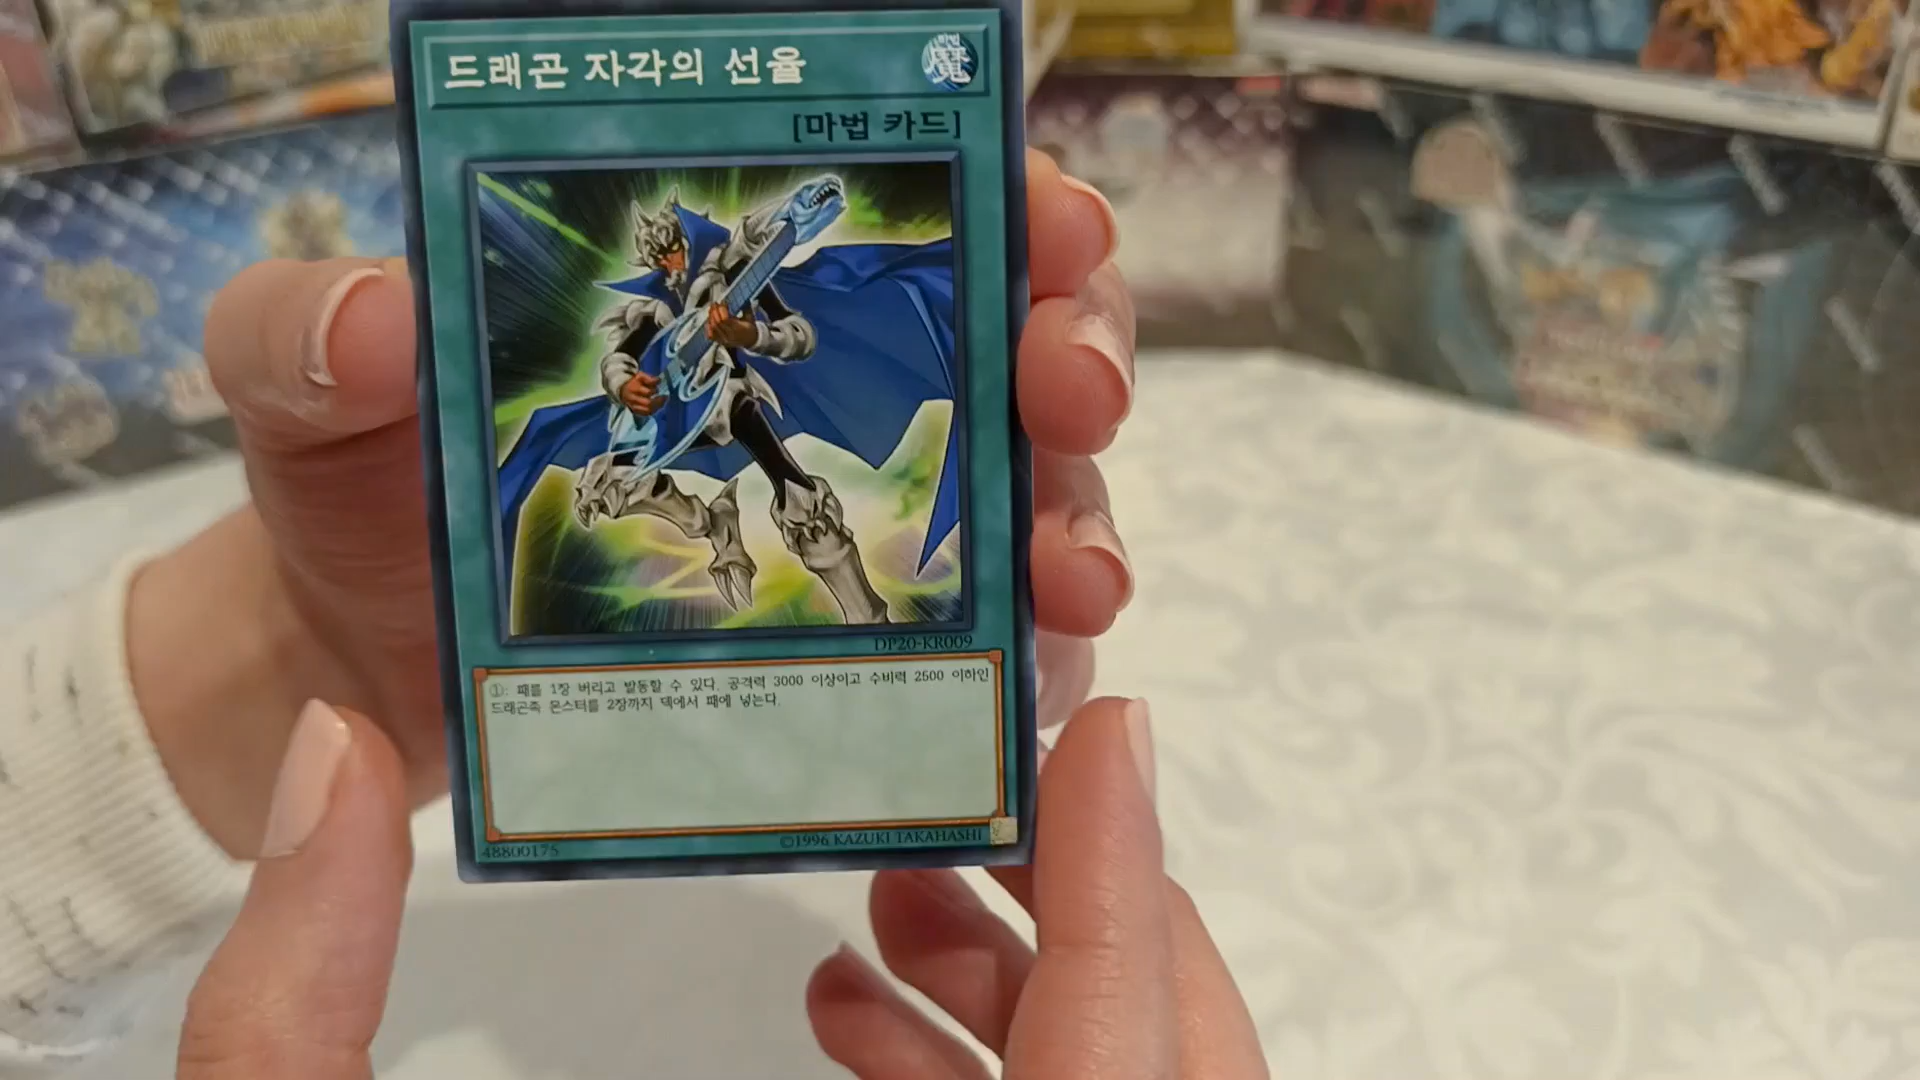 드래곤 자각의 선율
마법
魔
[마법 카드]
DP20-KR009
①: 패를 1장 버리고 발동할 수 있다. 공격력 3000 이상이고 수비력 2500 이하인
드래곤족 몬스터를 2장까지 덱에서 패에 넣는다.
48800175
©1996 KAZUKI TAKAHASHI